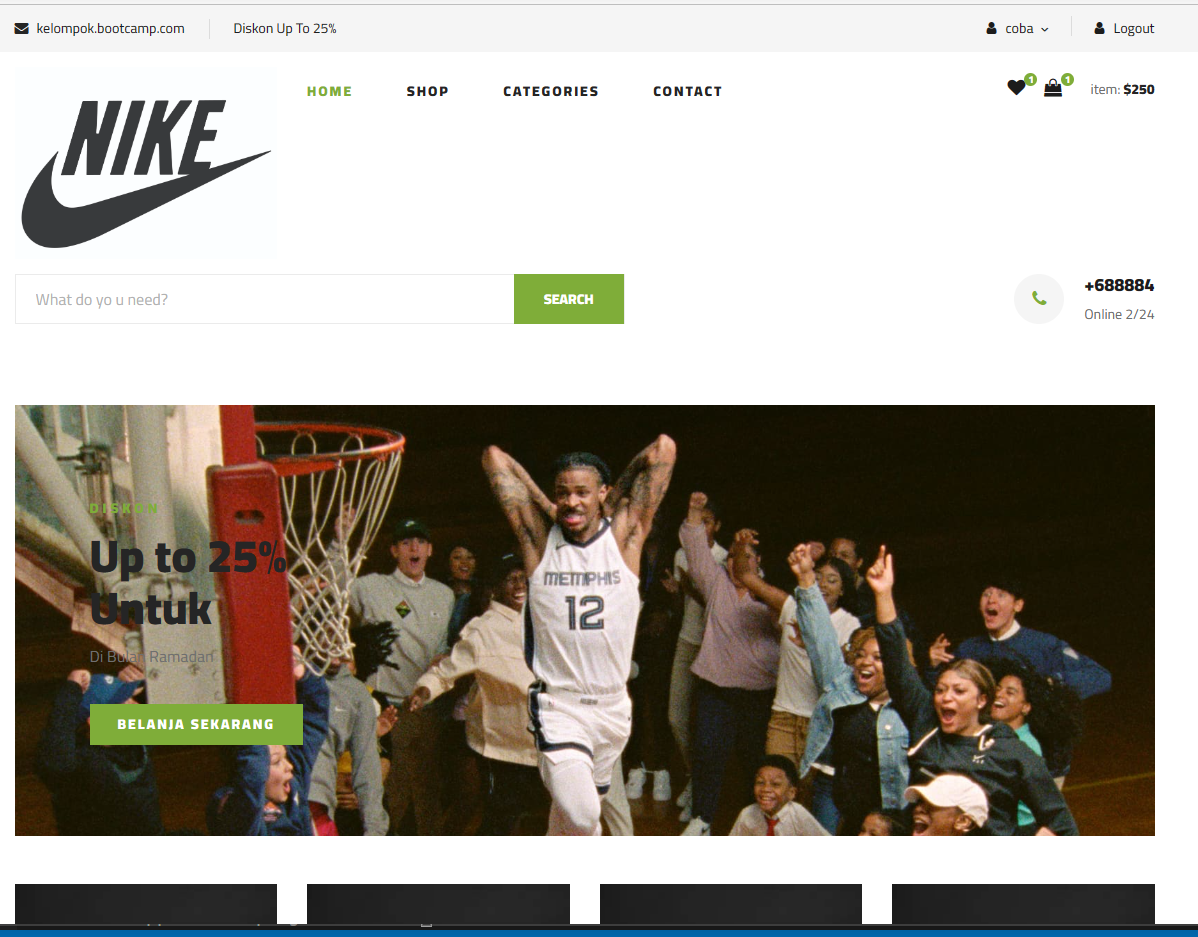 kelompok.bootcamp.com
Diskon Up To 25%
coba
Logout
NIKE
HOME
SHOP
CATEGORIES
CONTACT
1
1
item: $250
What do yo u need?
SEARCH
+688884
Online 2/24
DISKON
Up to 25%
Untuk
Di Bulan Ramadan
BELANJA SEKARANG
MEMPHIS
12